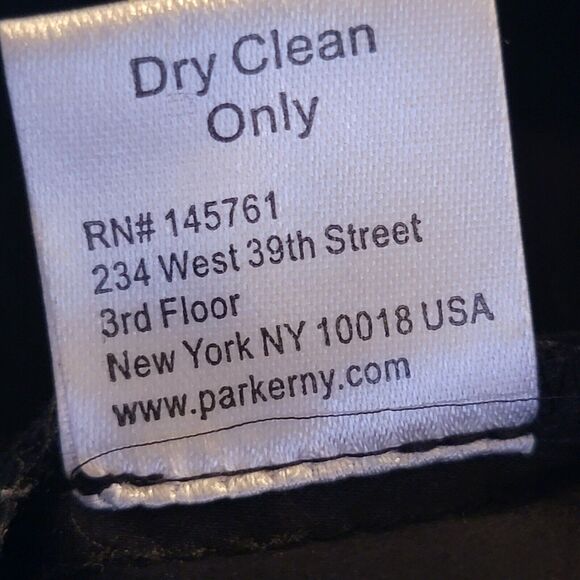 Dry Clean
Only
RN# 145761
234 West 39th Street
3rd Floor
New York NY 10018 USA
www.parkerny.com